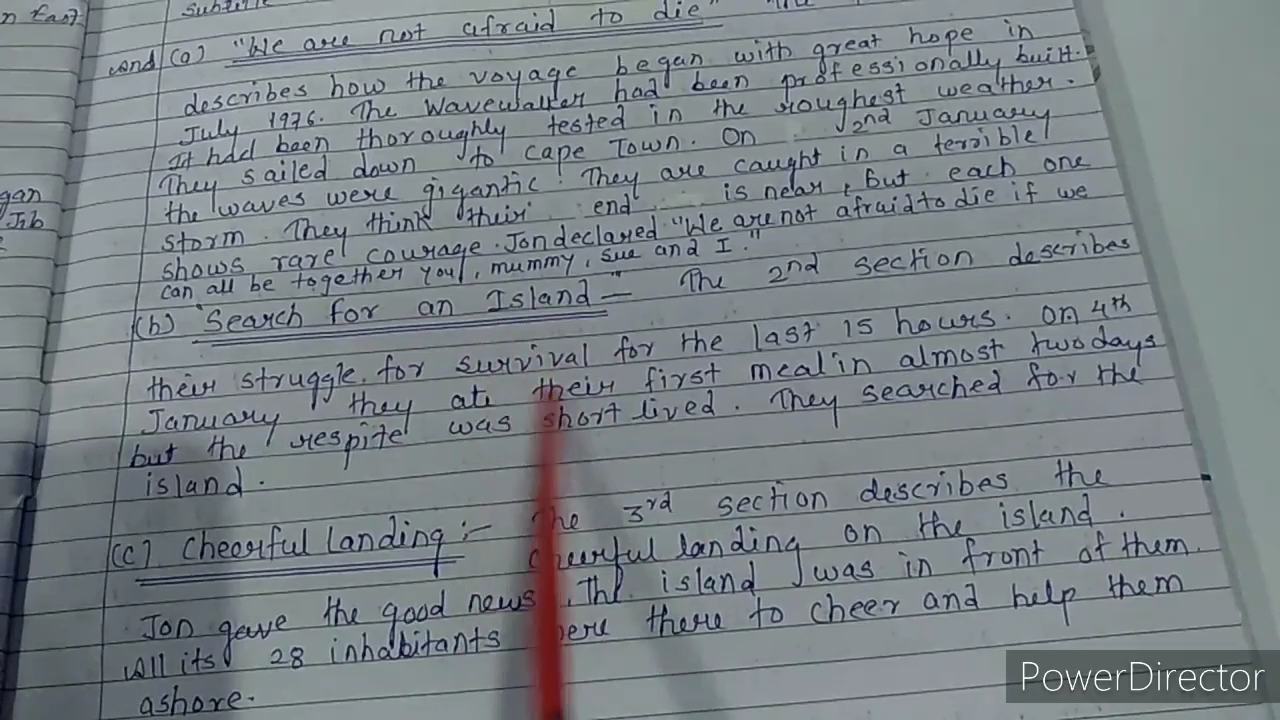 n East
subtitle
and (a) "We are not afraid to die"
describes how the voyage began with great hope in
July 1976. The Wavewalker had been professionally built.
It had been thoroughly tested in the roughest weather.
They sailed down to Cape Town. On 2nd January
the waves were gigantic. They are caught in a terrible
storm. They think their end is near, but each one
shows rare courage. Jon declared "We are not afraid to die if we
can all be together you, mummy, sue and I."
(b) "Search for an Island" – The 2nd section describes
their struggle for survival for the last 15 hours. On 4th
January they ate their first meal in almost two days
but the respite was short lived. They searched for the
island.
(c) Cheerful Landing :- The 3rd section describes the
cheerful landing on the island.
Jon gave the good news. The island was in front of them.
All its 28 inhabitants were there to cheer and help them
ashore.
gan
Jib
PowerDirector